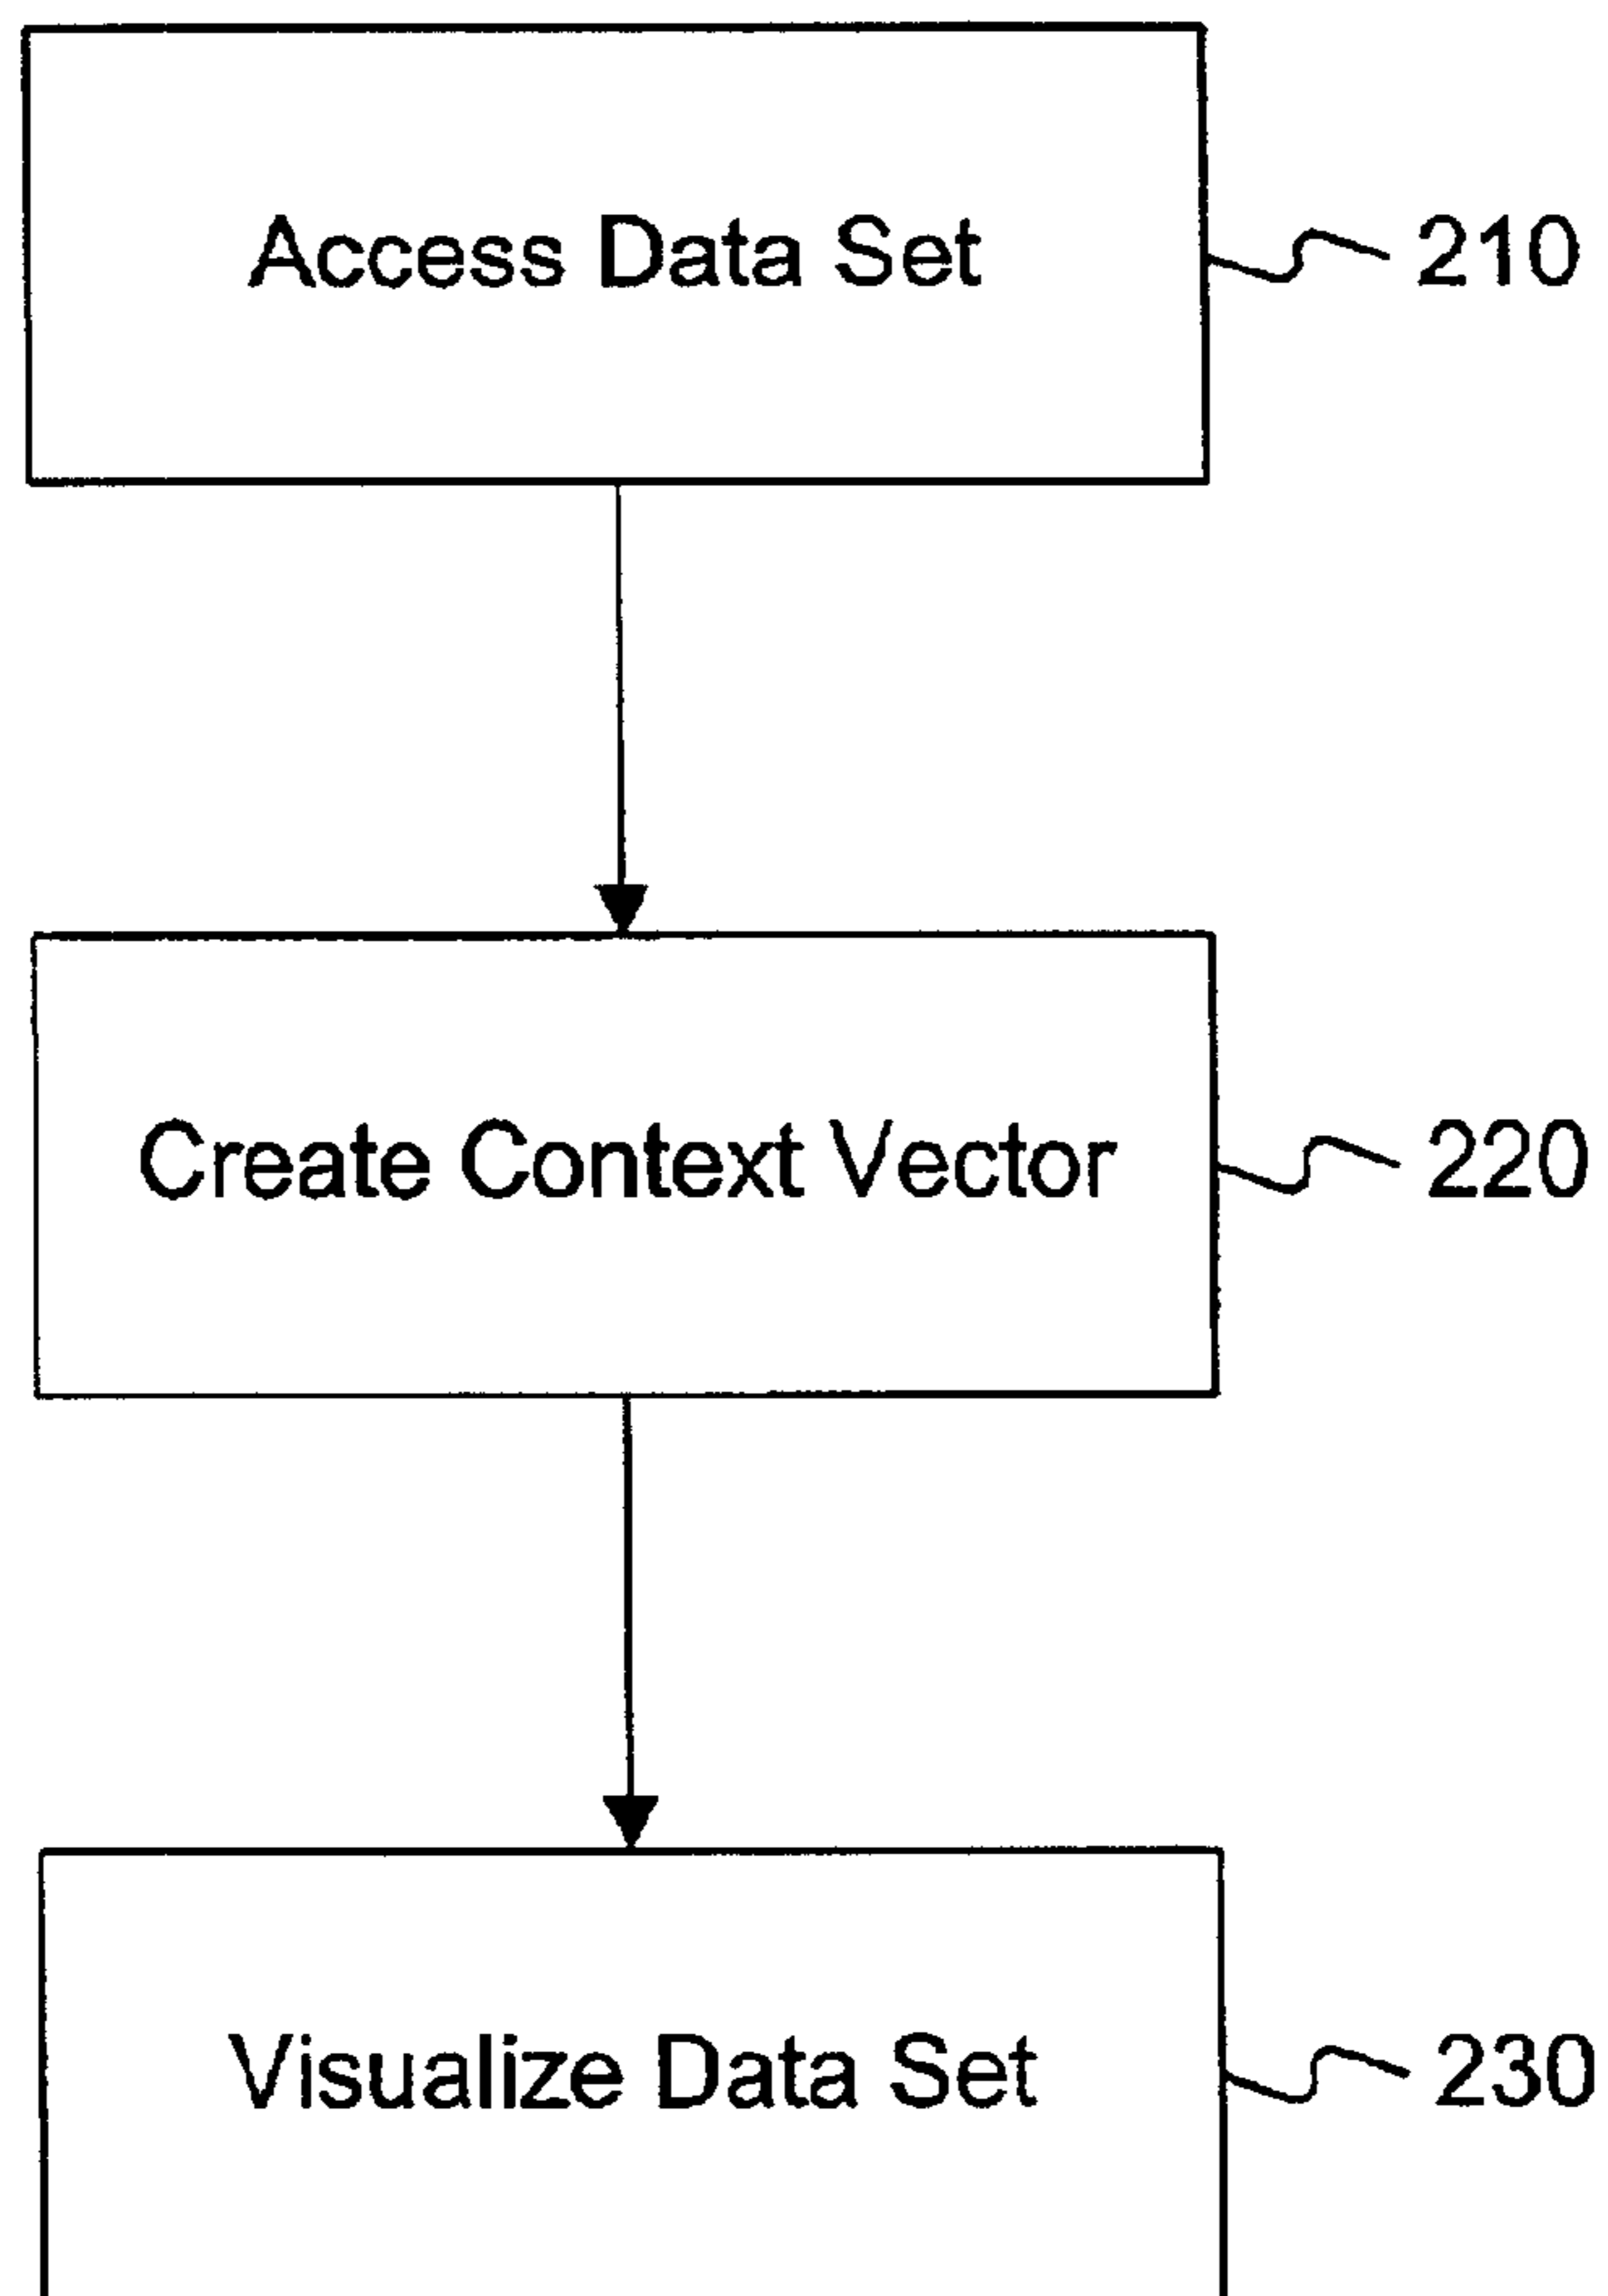 Access Data Set 210
Create Context Vector 220
Visualize Data Set 230